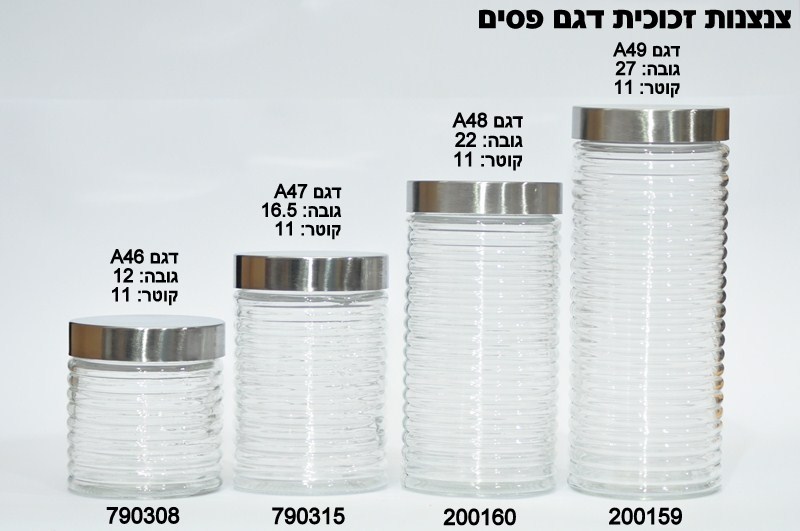 צנצנות זכוכית דגם פסים
דגם A49
גובה: 27
קוטר: 11
דגם A48
גובה: 22
קוטר: 11
דגם A47
גובה: 16.5
קוטר: 11
דגם A46
גובה: 12
קוטר: 11
790308
790315
200160
200159